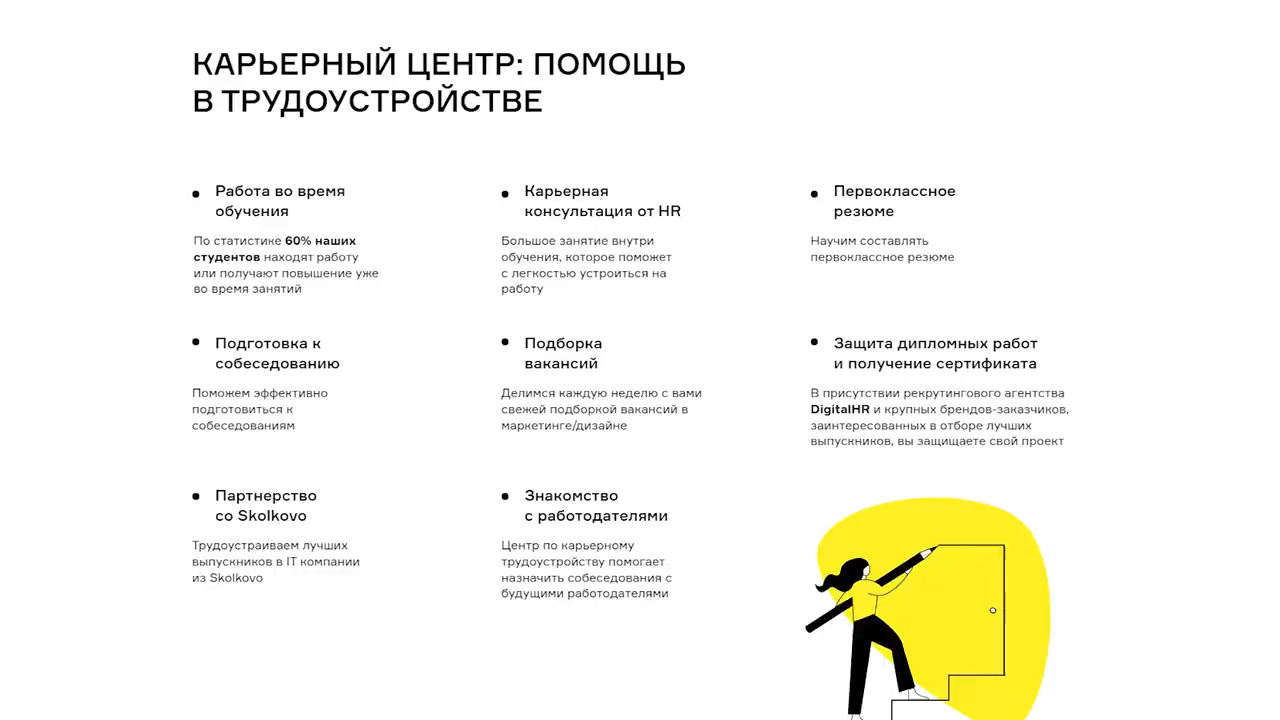 КАРЬЕРНЫЙ ЦЕНТР: ПОМОЩЬ
В ТРУДОУСТРОЙСТВЕ
Работа во время
обучения
По статистике 60% наших
студентов находят работу
или получают повышение уже
во время занятий
Карьерная
консультация от HR
Большое занятие внутри
обучения, которое поможет
с легкостью устроиться на
работу
Первоклассное
резюме
Научим составлять
первоклассное резюме
Подготовка к
собеседованию
Поможем эффективно
подготовиться к
собеседованиям
Подборка
вакансий
Делимся каждую неделю с вами
свежей подборкой вакансий в
маркетинге/дизайне
Защита дипломных работ
и получение сертификата
В присутствии рекрутингового агентства
DigitalHR и крупных брендов-заказчиков,
заинтересованных в отборе лучших
выпускников, вы защищаете свой проект
Партнерство
со Skolkovo
Трудоустраиваем лучших
выпускников в IT компании
из Skolkovo
Знакомство
с работодателями
Центр по карьерному
трудоустройству помогает
назначить собеседования с
будущими работодателями